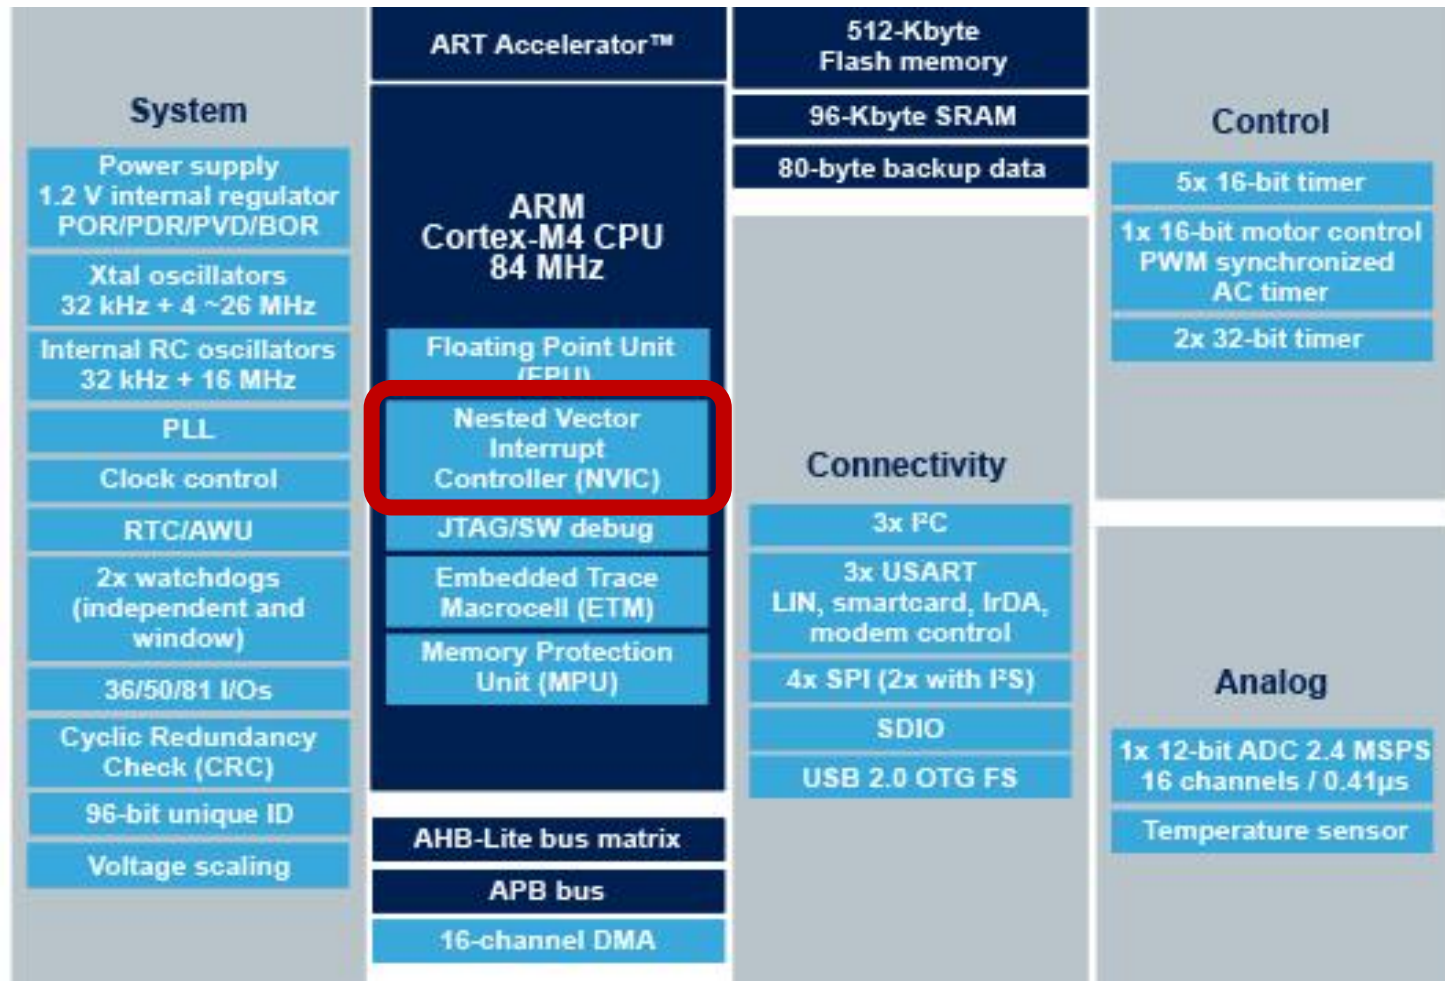 System
Power supply
1.2 V internal regulator
POR/PDR/PVD/BOR
Xtal oscillators
32 kHz + 4 ~26 MHz
Internal RC oscillators
32 kHz + 16 MHz
PLL
Clock control
RTC/AWU
2x watchdogs
(independent and
window)
36/50/81 I/Os
Cyclic Redundancy
Check (CRC)
96-bit unique ID
Voltage scaling
ART Accelerator™
ARM
Cortex-M4 CPU
84 MHz
Floating Point Unit
(FPU)
Nested Vector
Interrupt
Controller (NVIC)
JTAG/SW debug
Embedded Trace
Macrocell (ETM)
Memory Protection
Unit (MPU)
AHB-Lite bus matrix
APB bus
16-channel DMA
512-Kbyte
Flash memory
96-Kbyte SRAM
80-byte backup data
Connectivity
3x I²C
3x USART
LIN, smartcard, IrDA,
modem control
4x SPI (2x with I²S)
SDIO
USB 2.0 OTG FS
Control
5x 16-bit timer
1x 16-bit motor control
PWM synchronized
AC timer
2x 32-bit timer
Analog
1x 12-bit ADC 2.4 MSPS
16 channels / 0.41µs
Temperature sensor